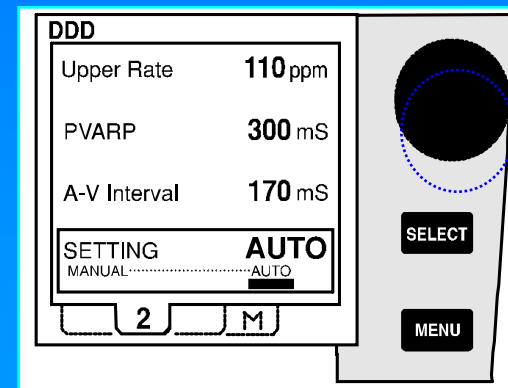 DDD
Upper Rate 110 ppm
PVARP 300 mS
A-V Interval 170 mS
SETTING AUTO
MANUAL AUTO
2 M
SELECT
MENU